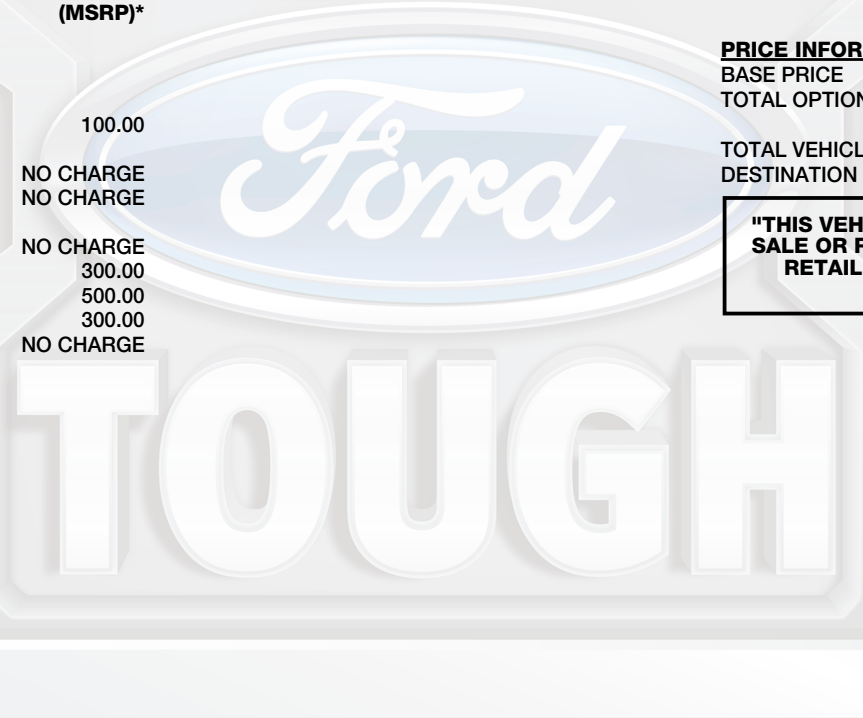 (MSRP)*
100.00
NO CHARGE
NO CHARGE
NO CHARGE
300.00
500.00
300.00
NO CHARGE
PRICE INFOR
BASE PRICE
TOTAL OPTION
TOTAL VEHICL
DESTINATION
"THIS VEH
SALE OR
RETAIL
Ford
TOUGH